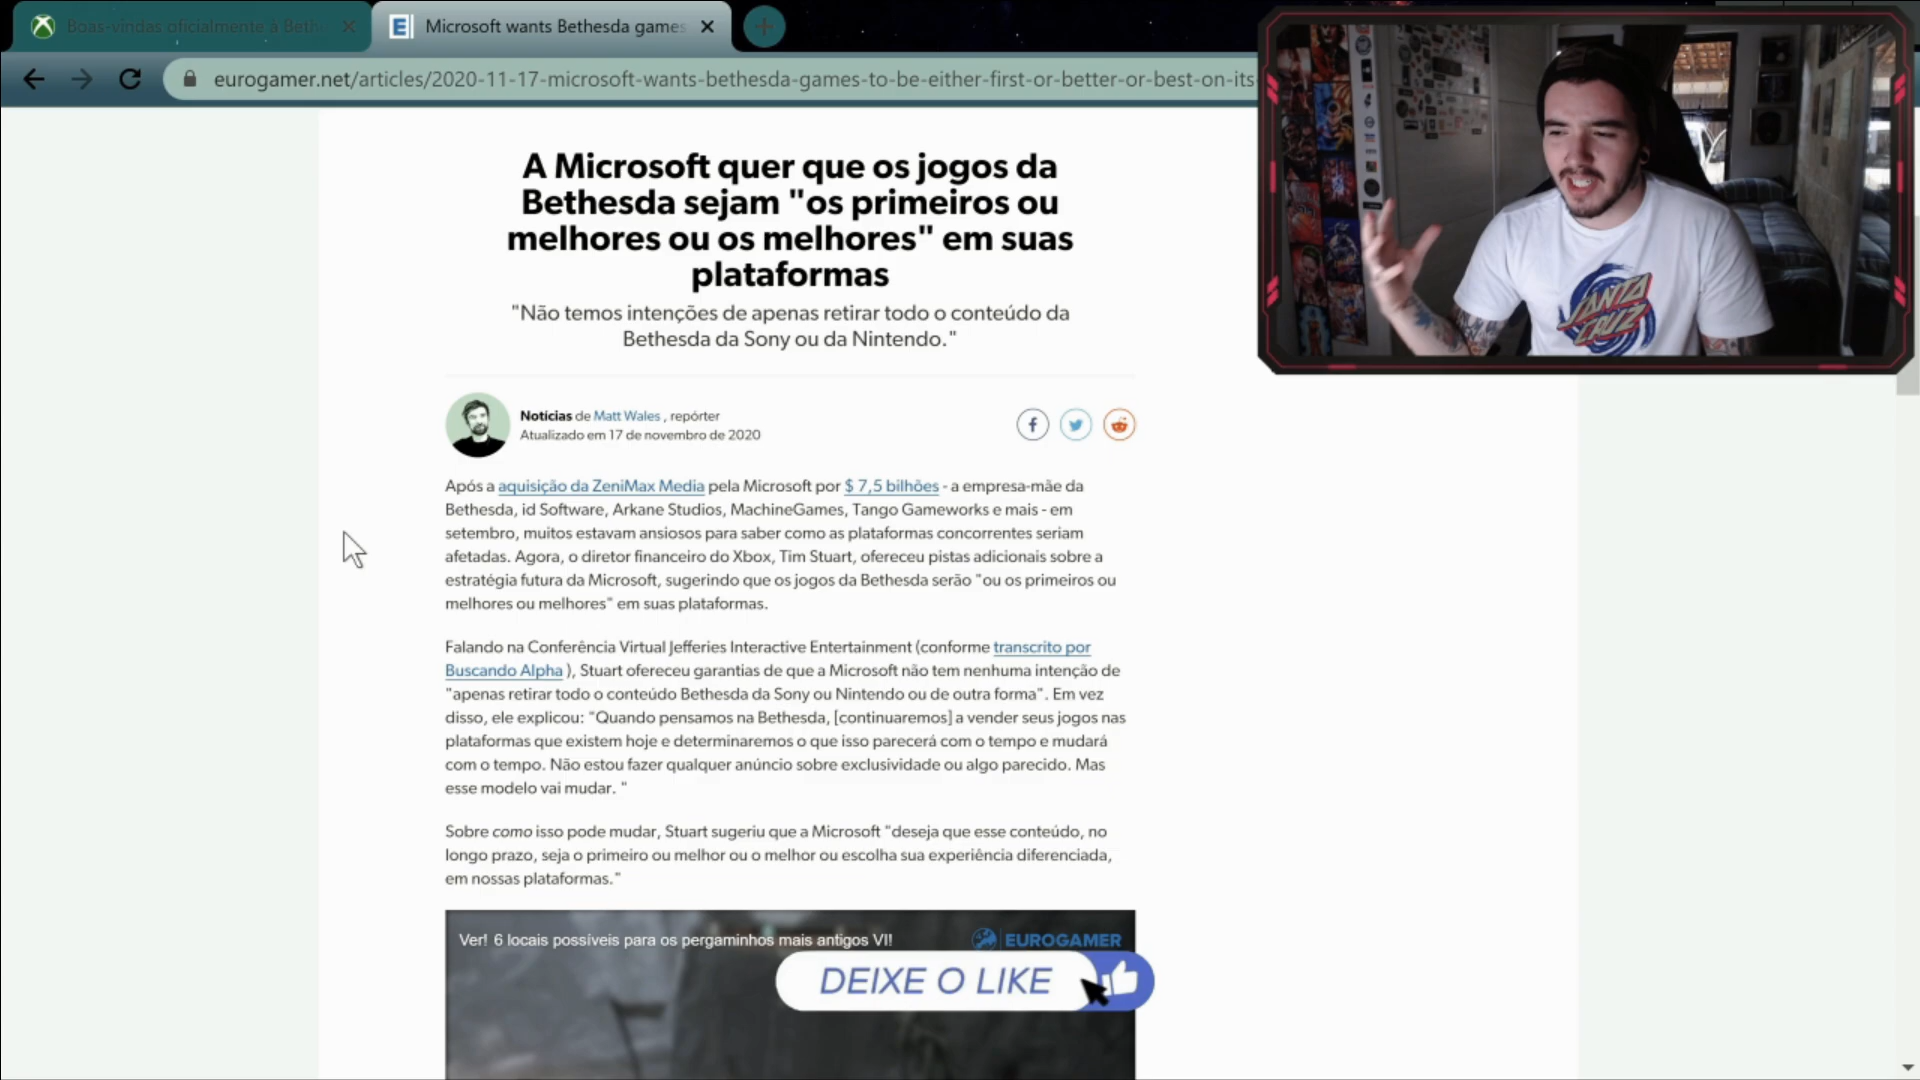 Boas-vindas oficialmente à Beth
Microsoft wants Bethesda games
eurogamer.net/articles/2020-11-17-microsoft-wants-bethesda-games-to-be-either-first-or-better-or-best-on-its-
A Microsoft quer que os jogos da
Bethesda sejam "os primeiros ou
melhores ou os melhores" em suas
plataformas
"Não temos intenções de apenas retirar todo o conteúdo da
Bethesda da Sony ou da Nintendo."
Notícias de Matt Wales , repórter
Atualizado em 17 de novembro de 2020
Após a aquisição da ZeniMax Media pela Microsoft por $ 7,5 bilhões - a empresa-mãe da
Bethesda, id Software, Arkane Studios, MachineGames, Tango Gameworks e mais - em
setembro, muitos estavam ansiosos para saber como as plataformas concorrentes seriam
afetadas. Agora, o diretor financeiro do Xbox, Tim Stuart, ofereceu pistas adicionais sobre a
estratégia futura da Microsoft, sugerindo que os jogos da Bethesda serão "ou os primeiros ou
melhores ou melhores" em suas plataformas.
Falando na Conferência Virtual Jefferies Interactive Entertainment (conforme transcrito por
Buscando Alpha ), Stuart ofereceu garantias de que a Microsoft não tem nenhuma intenção de
"apenas retirar todo o conteúdo Bethesda da Sony ou Nintendo ou de outra forma". Em vez
disso, ele explicou: "Quando pensamos na Bethesda, [continuaremos] a vender seus jogos nas
plataformas que existem hoje e determinaremos o que isso parecerá com o tempo e mudará
com o tempo. Não estou fazer qualquer anúncio sobre exclusividade ou algo parecido. Mas
esse modelo vai mudar. "
Sobre como isso pode mudar, Stuart sugeriu que a Microsoft "deseja que esse conteúdo, no
longo prazo, seja o primeiro ou melhor ou o melhor ou escolha sua experiência diferenciada,
em nossas plataformas."
Ver! 6 locais possíveis para os pergaminhos mais antigos VI!
EUROGAMER
DEIXE O LIKE
SANTA
CRUZ